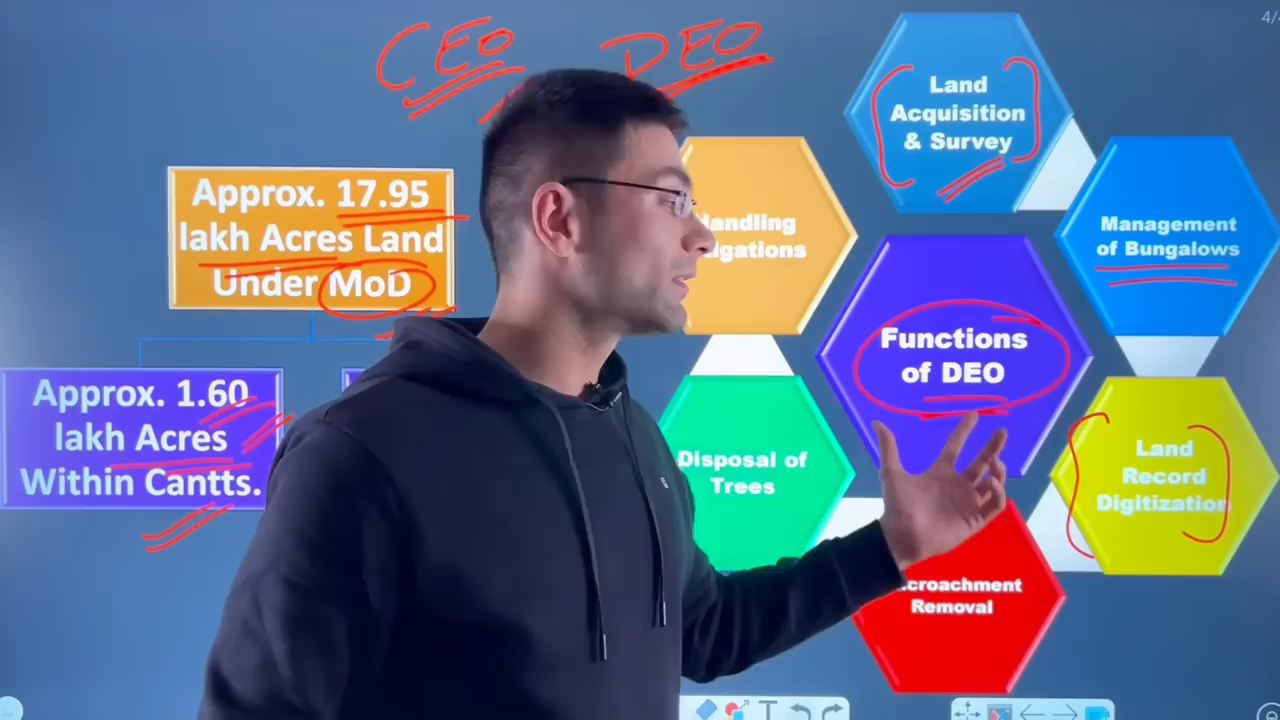 CEO DEO
4/
Approx. 17.95
lakh Acres Land
Under MoD
Approx. 1.60
lakh Acres
Within Cantts.
Land
Acquisition
& Survey
Management
of Bungalows
Functions
of DEO
Land
Record
Digitization
Removal
Disposal of
Trees